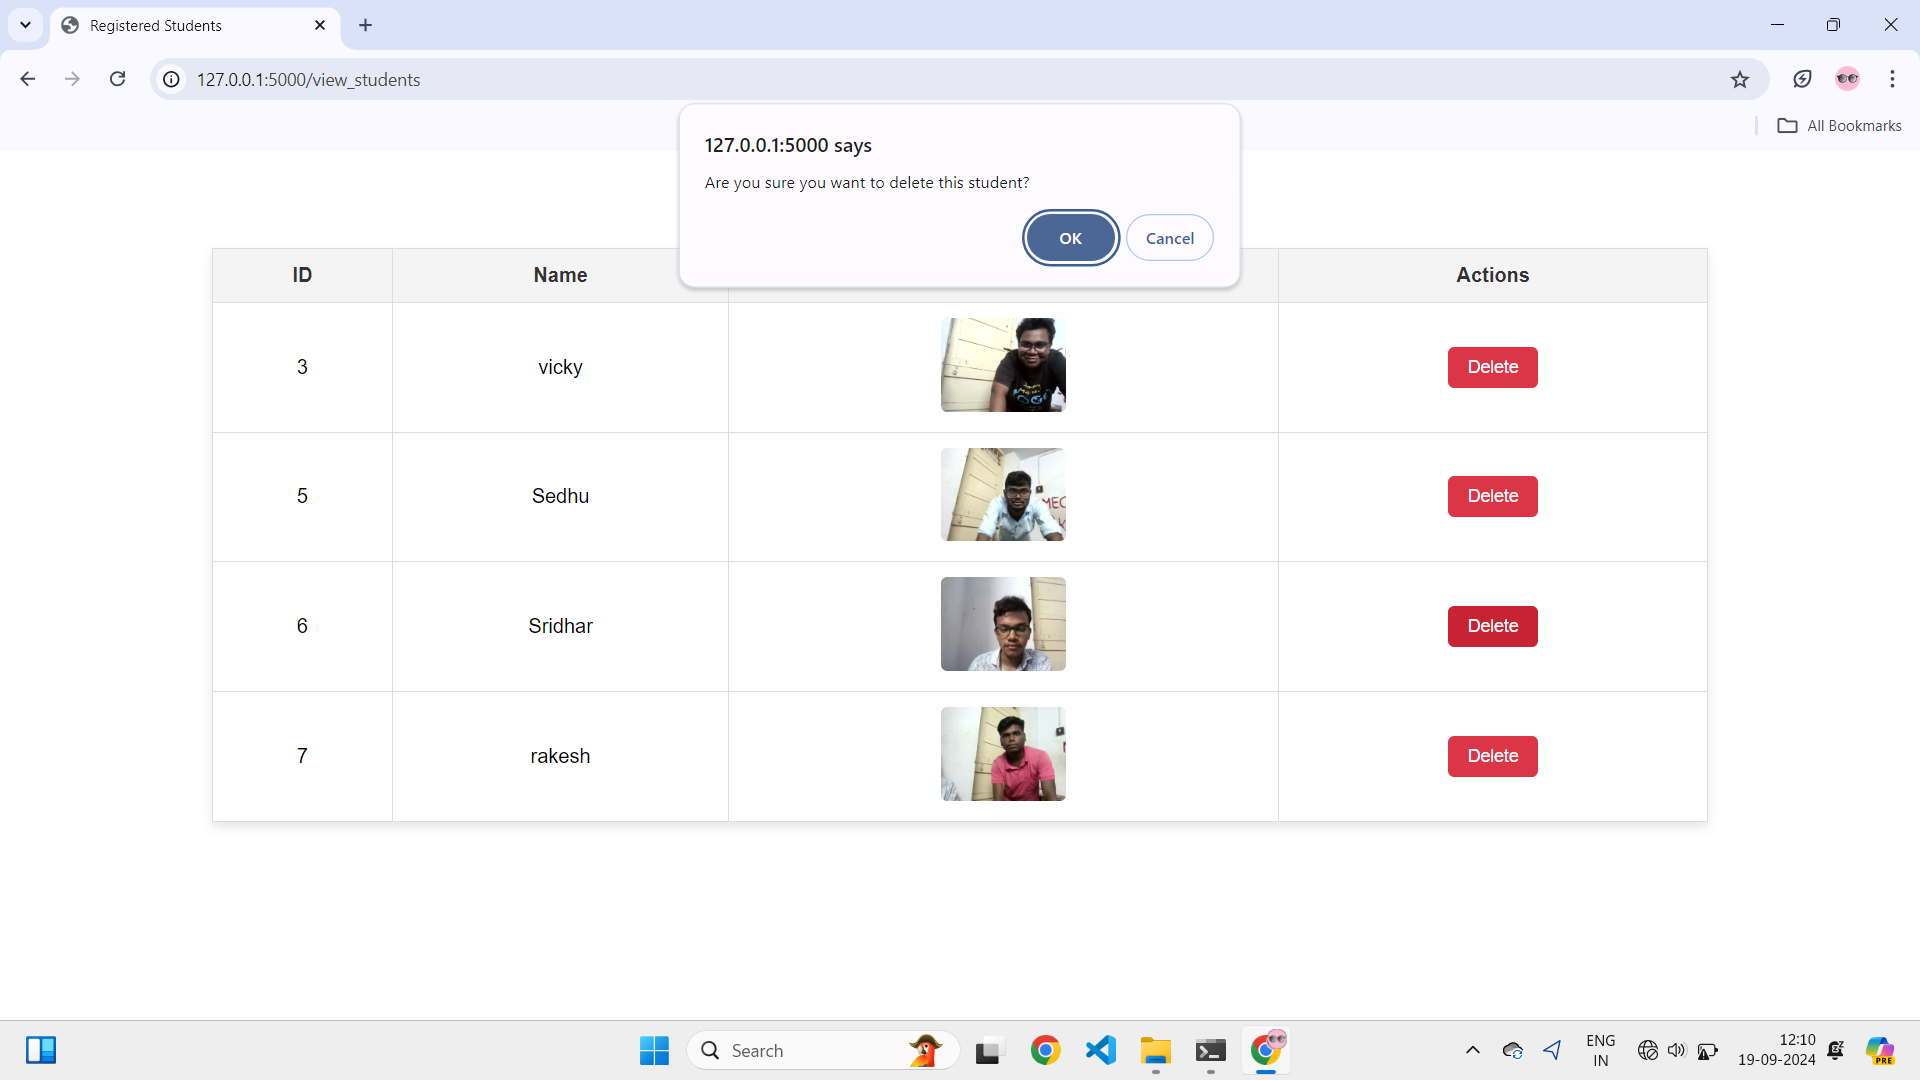 Registered Students
127.0.0.1:5000/view_students
All Bookmarks
127.0.0.1:5000 says
Are you sure you want to delete this student?
OK Cancel
ID Name Actions
3 vicky Delete
5 Sedhu Delete
6 Sridhar Delete
7 rakesh Delete
Search
ENG
IN
12:10
19-09-2024
PRE